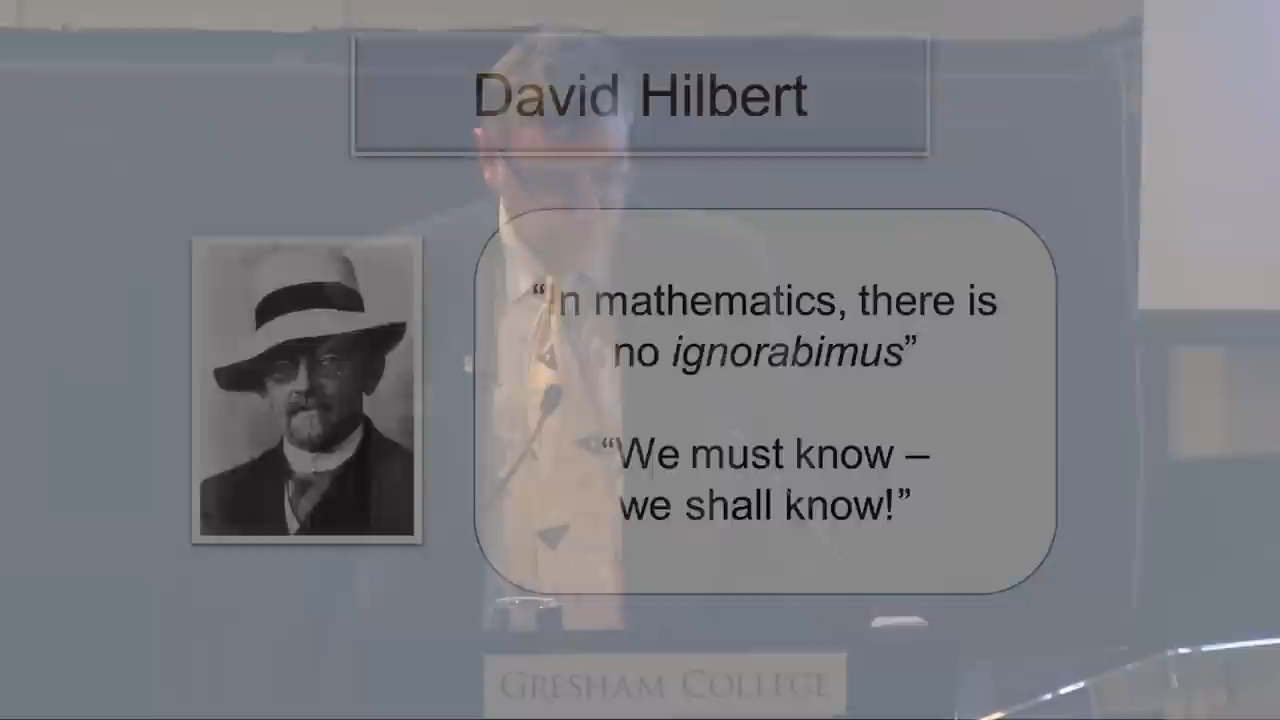 David Hilbert
“In mathematics, there is
no ignorabimus”
“We must know –
we shall know!”
GRESHAM COLLEGE